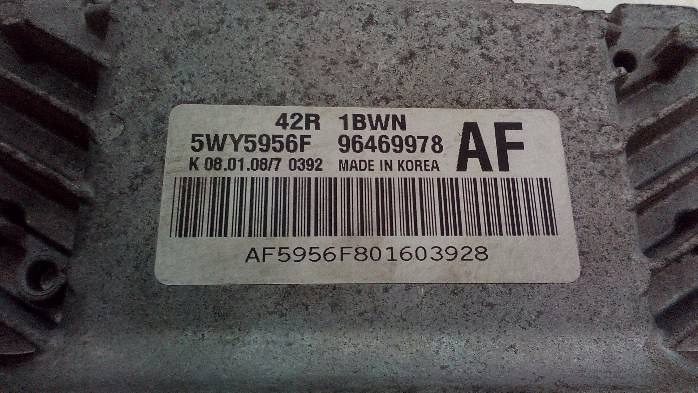 42R 1BWN
5WY5956F 96469978 AF
K 08.01.08/7 0392 MADE IN KOREA
AF5956F801603928